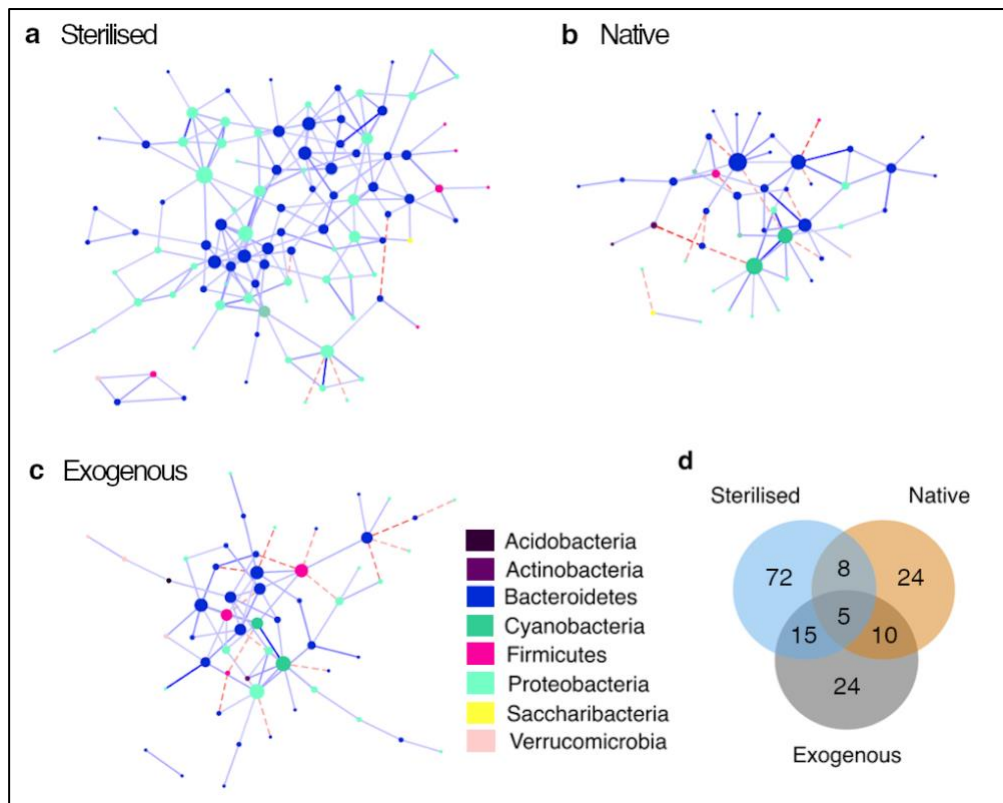 a Sterilised
b Native
c Exogenous
Acidobacteria
Actinobacteria
Bacteroidetes
Cyanobacteria
Firmicutes
Proteobacteria
Saccharibacteria
Verrucomicrobia
d
Sterilised
Native
72
8
24
5
15
10
24
Exogenous